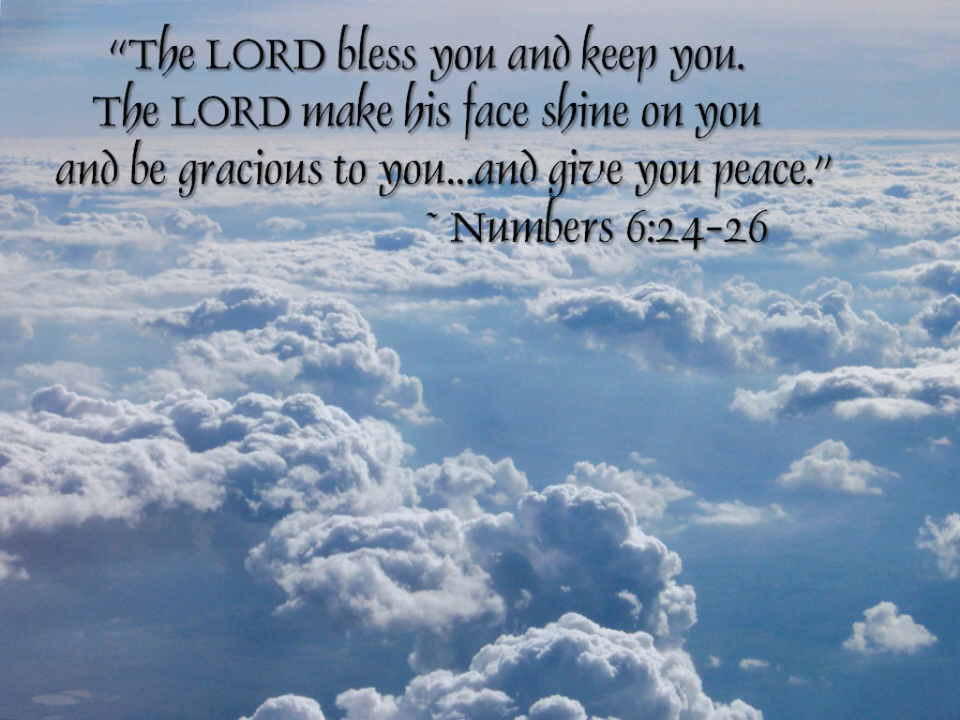 “The LORD bless you and keep you.
The LORD make his face shine on you
and be gracious to you...and give you peace.”
~ Numbers 6:24-26